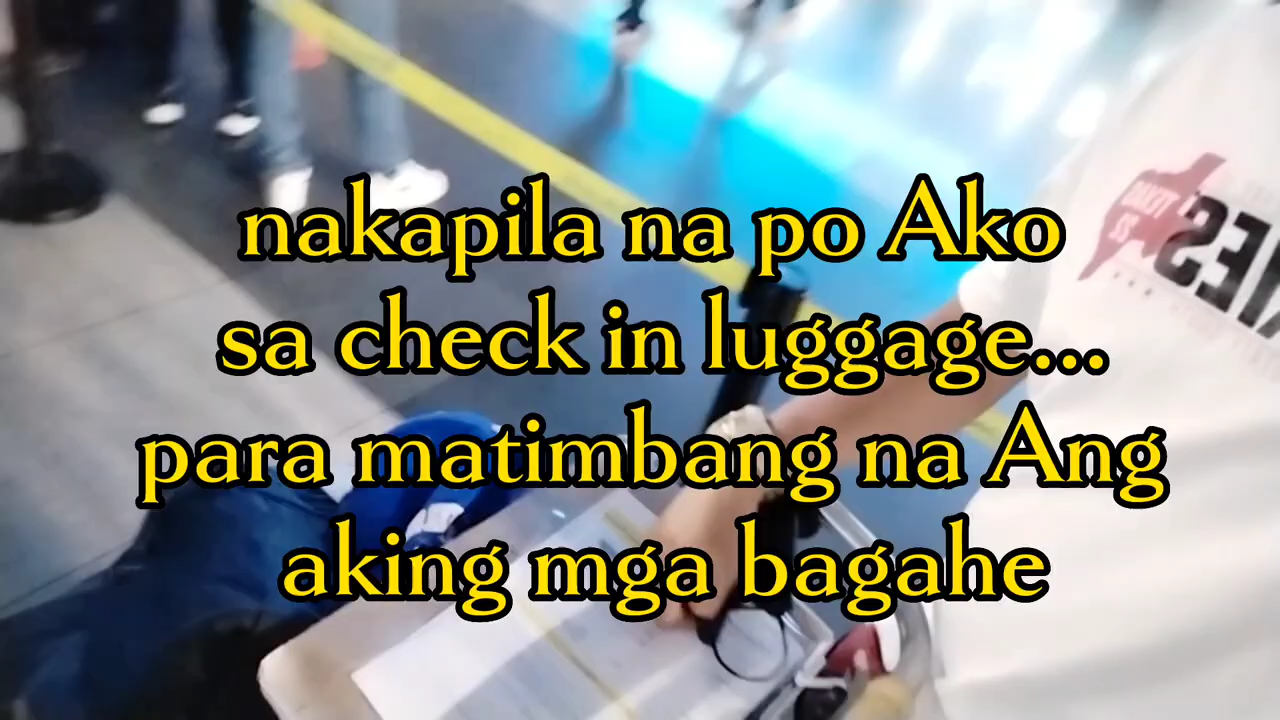 nakapila na po Ako
sa check in luggage...
para matimbang na Ang
aking mga bagahe